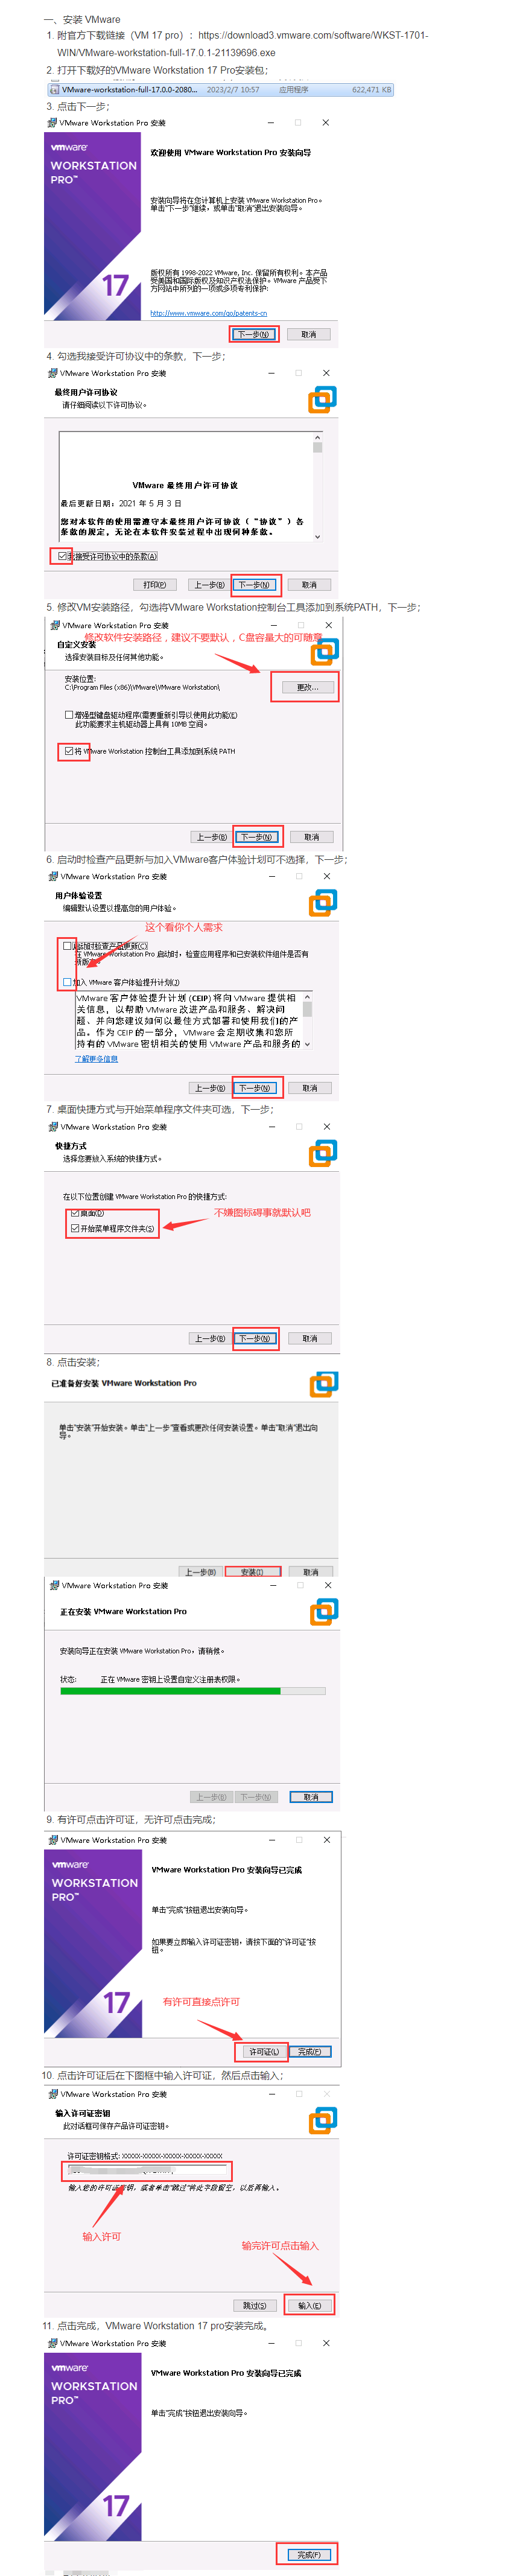 一、安装 VMware
1. 附官方下载链接（VM 17 pro）：https://download3.vmware.com/software/WKST-1701-
WIN/VMware-workstation-full-17.0.1-21139696.exe
2. 打开下载好的VMware Workstation 17 Pro安装包；
VMware-workstation-full-17.0.0-2080... 2023/2/7 10:57 应用程序 622,471 KB
3. 点击下一步；
VMware Workstation Pro 安装
vmware
WORKSTATION
PRO™
17
欢迎使用 VMware Workstation Pro 安装向导
安装向导将在您计算机上安装 VMware Workstation Pro。
单击“下一步”继续，或单击“取消”退出安装向导。
版权所有 1998-2022 VMware, Inc. 保留所有权利。本产品
受美国和国际版权及知识产权法保护。VMware 产品受下
方网站中所列的一项或多项专利保护:
http://www.vmware.com/go/patents-cn
下一步(N) 取消
4. 勾选我接受许可协议中的条款，下一步；
VMware Workstation Pro 安装
最终用户许可协议
请仔细阅读以下许可协议。
VMware 最终用户许可协议
最后更新日期：2021 年 5 月 3 日
您对本软件的使用需遵守本最终用户许可协议（“协议”）各
条款的规定，无论在本软件安装过程中出现何种条款。
我接受许可协议中的条款(A)
打印(P) 上一步(B) 下一步(N) 取消
5. 修改VM安装路径，勾选将VMware Workstation控制台工具添加到系统PATH，下一步；
VMware Workstation Pro 安装
修改软件安装路径，建议不要默认，C盘容量大的可随意
自定义安装
选择安装目标及任何其他功能。
安装位置:
C:\Program Files (x86)\VMware\VMware Workstation\
更改...
增强型键盘驱动程序(需要重新引导以使用此功能(E)
此功能要求主机驱动器上具有 10MB 空间。
将 VMware Workstation 控制台工具添加到系统 PATH
上一步(B) 下一步(N) 取消
6. 启动时检查产品更新与加入VMware客户体验计划可不选择，下一步；
VMware Workstation Pro 安装
用户体验设置
编辑默认设置以提高您的用户体验。
这个看你个人需求
启动时检查产品更新(C)
在 VMware Workstation Pro 启动时，检查应用程序和已安装软件组件是否有
新版本。
加入 VMware 客户体验提升计划(J)
VMware 客户体验提升计划 (CEIP) 将向 VMware 提供相
关信息，以帮助 VMware 改进产品和服务、解决问
题、并向您建议如何以最佳方式部署和使用我们的产
品。作为 CEIP 的一部分，VMware 会定期收集和您所
持有的 VMware 密钥相关的使用 VMware 产品和服务的
了解更多信息
上一步(B) 下一步(N) 取消
7. 桌面快捷方式与开始菜单程序文件夹可选，下一步；
VMware Workstation Pro 安装
快捷方式
选择您要放入系统的快捷方式。
在以下位置创建 VMware Workstation Pro 的快捷方式:
桌面(D)
开始菜单程序文件夹(S)
不嫌图标碍事就默认吧
上一步(B) 下一步(N) 取消
8. 点击安装；
已准备好安装 VMware Workstation Pro
单击“安装”开始安装。单击“上一步”查看或更改任何安装设置。单击“取消”退出向
导。
上一步(B) 安装(I) 取消
VMware Workstation Pro 安装
正在安装 VMware Workstation Pro
安装向导正在安装 VMware Workstation Pro，请稍候。
状态: 正在 VMware 密钥上设置自定义注册表权限。
上一步(B) 下一步(N) 取消
9. 有许可点击许可证，无许可点击完成；
VMware Workstation Pro 安装
vmware
WORKSTATION
PRO™
17
VMware Workstation Pro 安装向导已完成
单击“完成”按钮退出安装向导。
如果要立即输入许可证密钥，请按下面的“许可证”按
钮。
有许可直接点许可
许可证(L) 完成(F)
10. 点击许可证后在下图框中输入许可证，然后点击输入；
VMware Workstation Pro 安装
输入许可证密钥
此对话框可保存产品许可证密钥。
许可证密钥格式: XXXXX-XXXXX-XXXXX-XXXXX-XXXXX
输入您的许可证密钥，或者单击“跳过”将此字段留空，以后再输入。
输入许可
输完许可点击输入
跳过(S) 输入(E)
11. 点击完成，VMware Workstation 17 pro安装完成。
VMware Workstation Pro 安装
vmware
WORKSTATION
PRO™
17
VMware Workstation Pro 安装向导已完成
单击“完成”按钮退出安装向导。
完成(F)